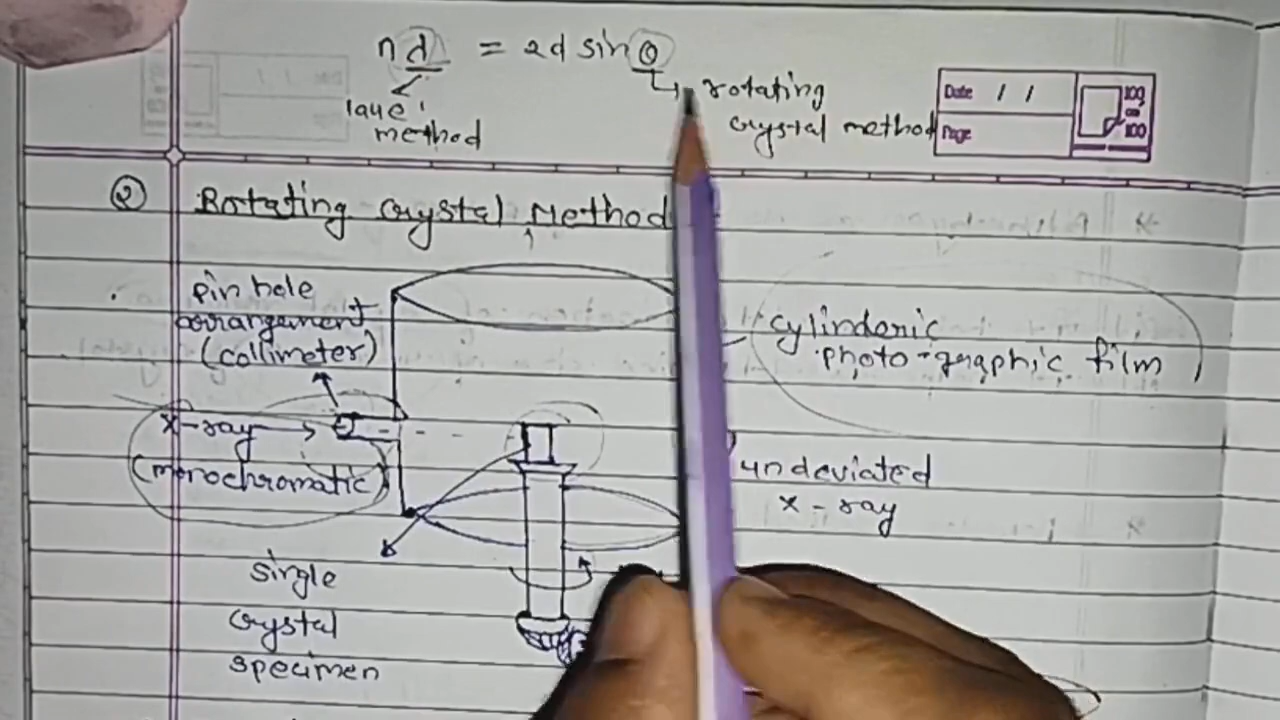 nd = 2d sinθ
laue method
rotating crystal method
Date / /
Page
② Rotating crystal Method
pin hole arrangement (collimeter)
cylinderic photo-graphic film
x-ray (monochromatic)
undeviated x-ray
single crystal specimen